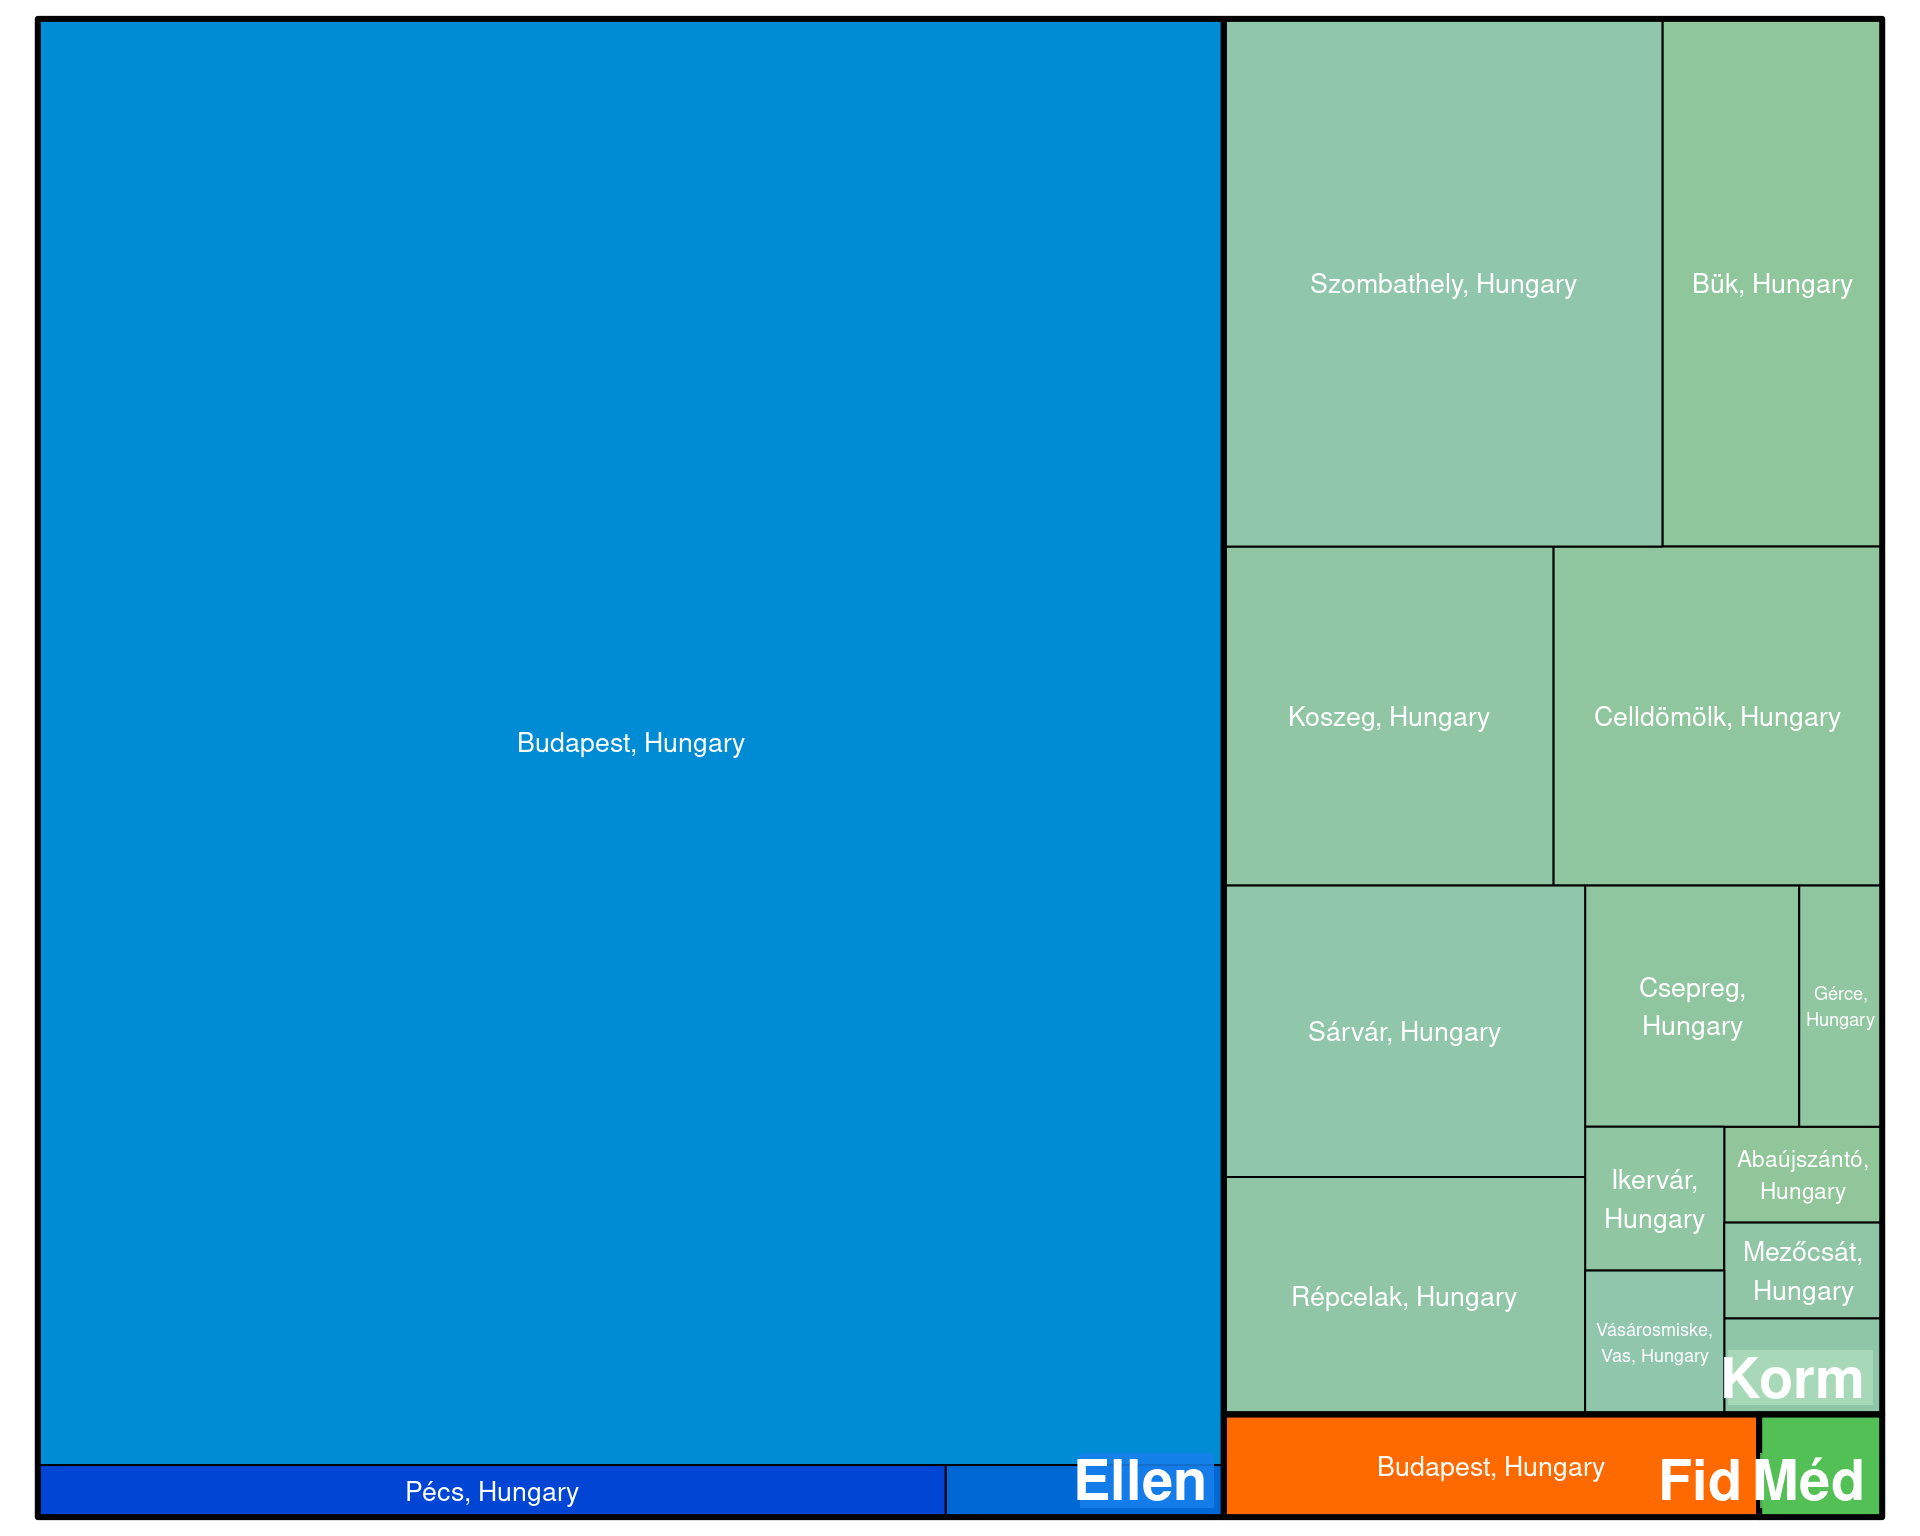 Szombathely, Hungary
Bük, Hungary
Koszeg, Hungary
Celldömölk, Hungary
Budapest, Hungary
Csepreg,
Hungary
Gérce,
Hungary
Sárvár, Hungary
Ikervár,
Hungary
Abaújszántó,
Hungary
Mezőcsát,
Hungary
Répcelak, Hungary
Vásárosmiske,
Vas, Hungary
Korm
Budapest, Hungary
Fid
Méd
Pécs, Hungary
Ellen